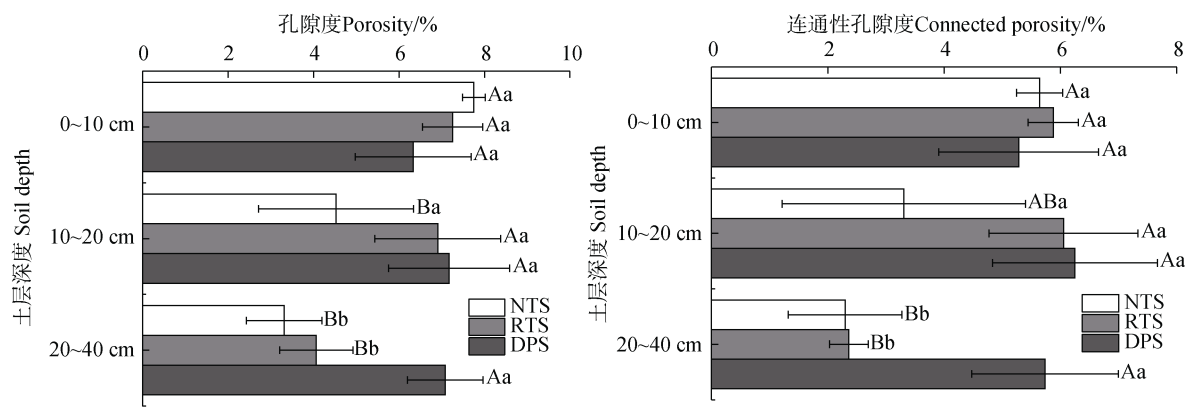 孔隙度Porosity/%
0 2 4 6 8 10
土层深度 Soil depth
0~10 cm
Aa
Aa
Aa
10~20 cm
Ba
Aa
Aa
20~40 cm
Bb
Bb
Aa
NTS
RTS
DPS
连通性孔隙度Connected porosity/%
0 2 4 6 8
土层深度 Soil depth
0~10 cm
Aa
Aa
Aa
10~20 cm
ABa
Aa
Aa
20~40 cm
Bb
Bb
Aa
NTS
RTS
DPS